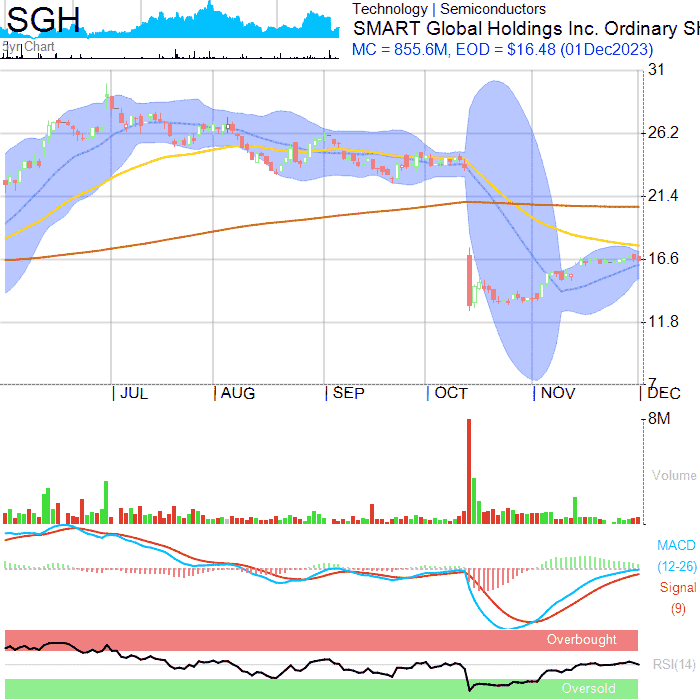 SGH
5yr Chart
Technology | Semiconductors
SMART Global Holdings Inc. Ordinary SH
MC = 855.6M, EOD = $16.48 (01Dec2023)
31
26.2
21.4
16.6
11.8
7
JUL
AUG
SEP
OCT
NOV
DEC
8M
Volume
MACD
(12-26)
Signal
(9)
Overbought
RSI(14)
Oversold